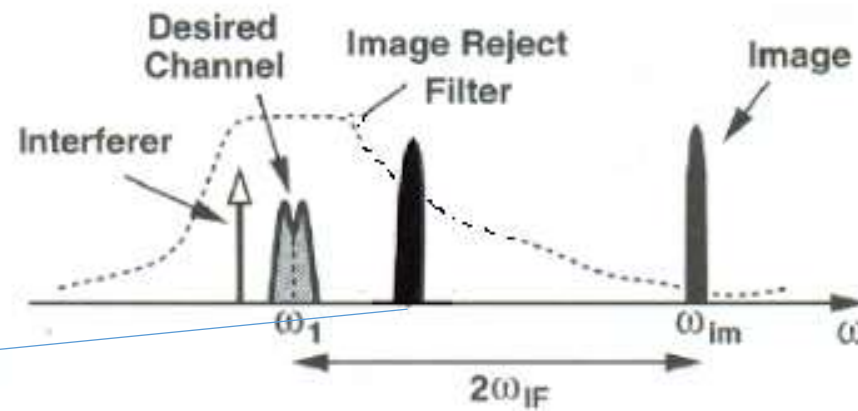 Desired
Channel
Image Reject
Filter
Image
Interferer
ω₁
ωim
ω
2ωIF